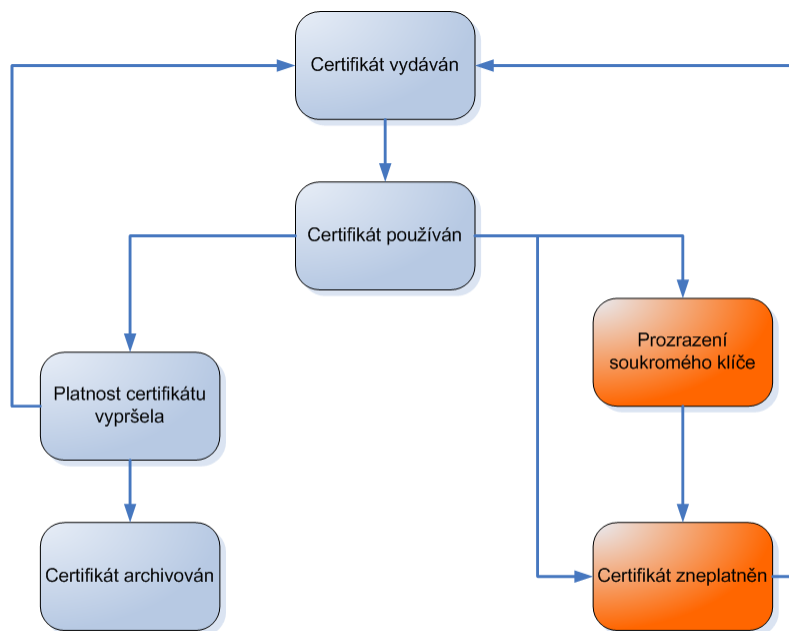 Certifikát vydáván
Certifikát používán
Prozrazení
soukromého klíče
Platnost certifikátu
vypršela
Certifikát archivován
Certifikát zneplatněn